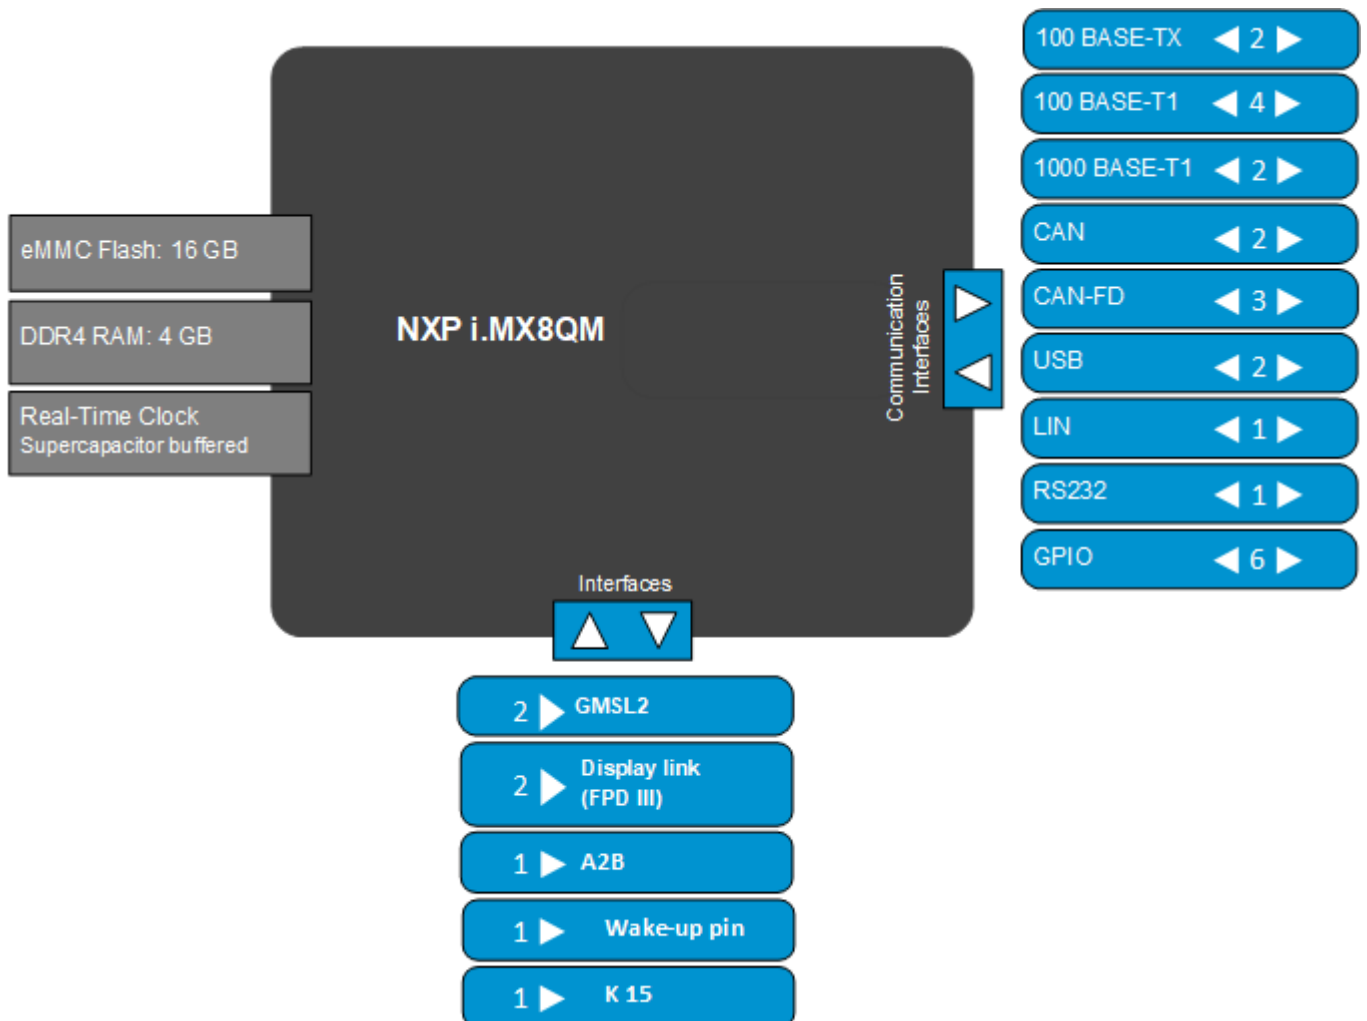 100 BASE-TX 2
100 BASE-T1 4
1000 BASE-T1 2
CAN 2
CAN-FD 3
USB 2
LIN 1
RS232 1
GPIO 6
Communication
Interfaces
eMMC Flash: 16 GB
DDR4 RAM: 4 GB
Real-Time Clock
Supercapacitor buffered
NXP i.MX8QM
Interfaces
2 GMSL2
2 Display link
(FPD III)
1 A2B
1 Wake-up pin
1 K 15